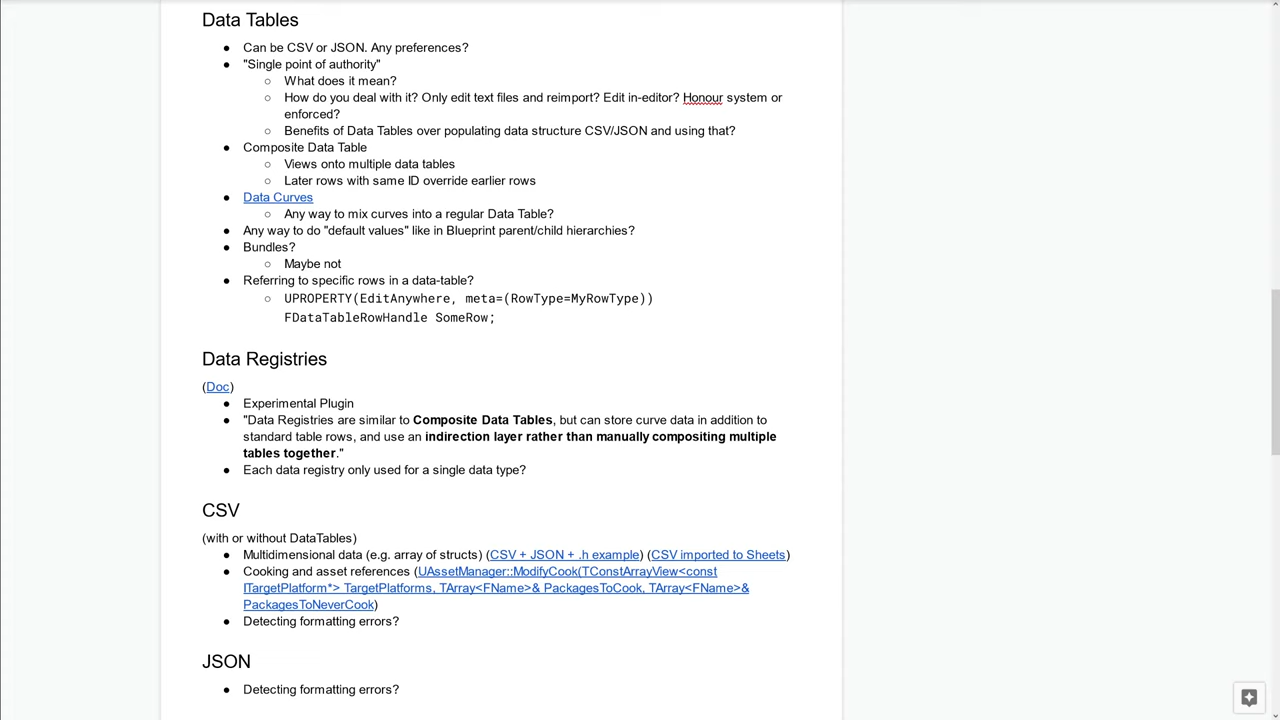 Data Tables
● Can be CSV or JSON. Any preferences?
● "Single point of authority"
○ What does it mean?
○ How do you deal with it? Only edit text files and reimport? Edit in-editor? Honour system or
enforced?
○ Benefits of Data Tables over populating data structure CSV/JSON and using that?
● Composite Data Table
○ Views onto multiple data tables
○ Later rows with same ID override earlier rows
● Data Curves
○ Any way to mix curves into a regular Data Table?
● Any way to do "default values" like in Blueprint parent/child hierarchies?
● Bundles?
○ Maybe not
● Referring to specific rows in a data-table?
○ UPROPERTY(EditAnywhere, meta=(RowType=MyRowType))
FDataTableRowHandle SomeRow;
Data Registries
(Doc)
● Experimental Plugin
● "Data Registries are similar to Composite Data Tables, but can store curve data in addition to
standard table rows, and use an indirection layer rather than manually compositing multiple
tables together."
● Each data registry only used for a single data type?
CSV
(with or without DataTables)
● Multidimensional data (e.g. array of structs) (CSV + JSON + .h example) (CSV imported to Sheets)
● Cooking and asset references (UAssetManager::ModifyCook(TConstArrayView<const
ITargetPlatform*> TargetPlatforms, TArray<FName>& PackagesToCook, TArray<FName>&
PackagesToNeverCook)
● Detecting formatting errors?
JSON
● Detecting formatting errors?